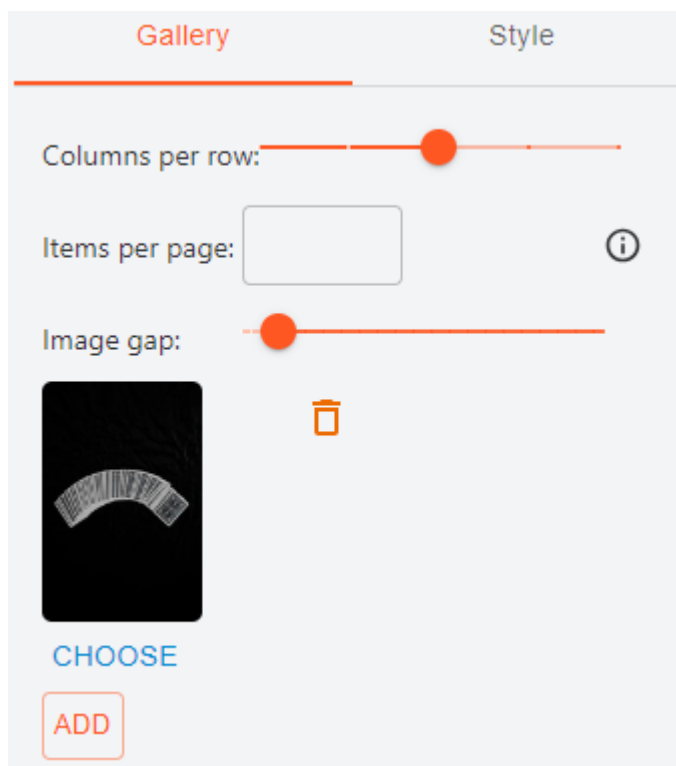 Gallery Style
Columns per row:
Items per page:
Image gap:
CHOOSE
ADD